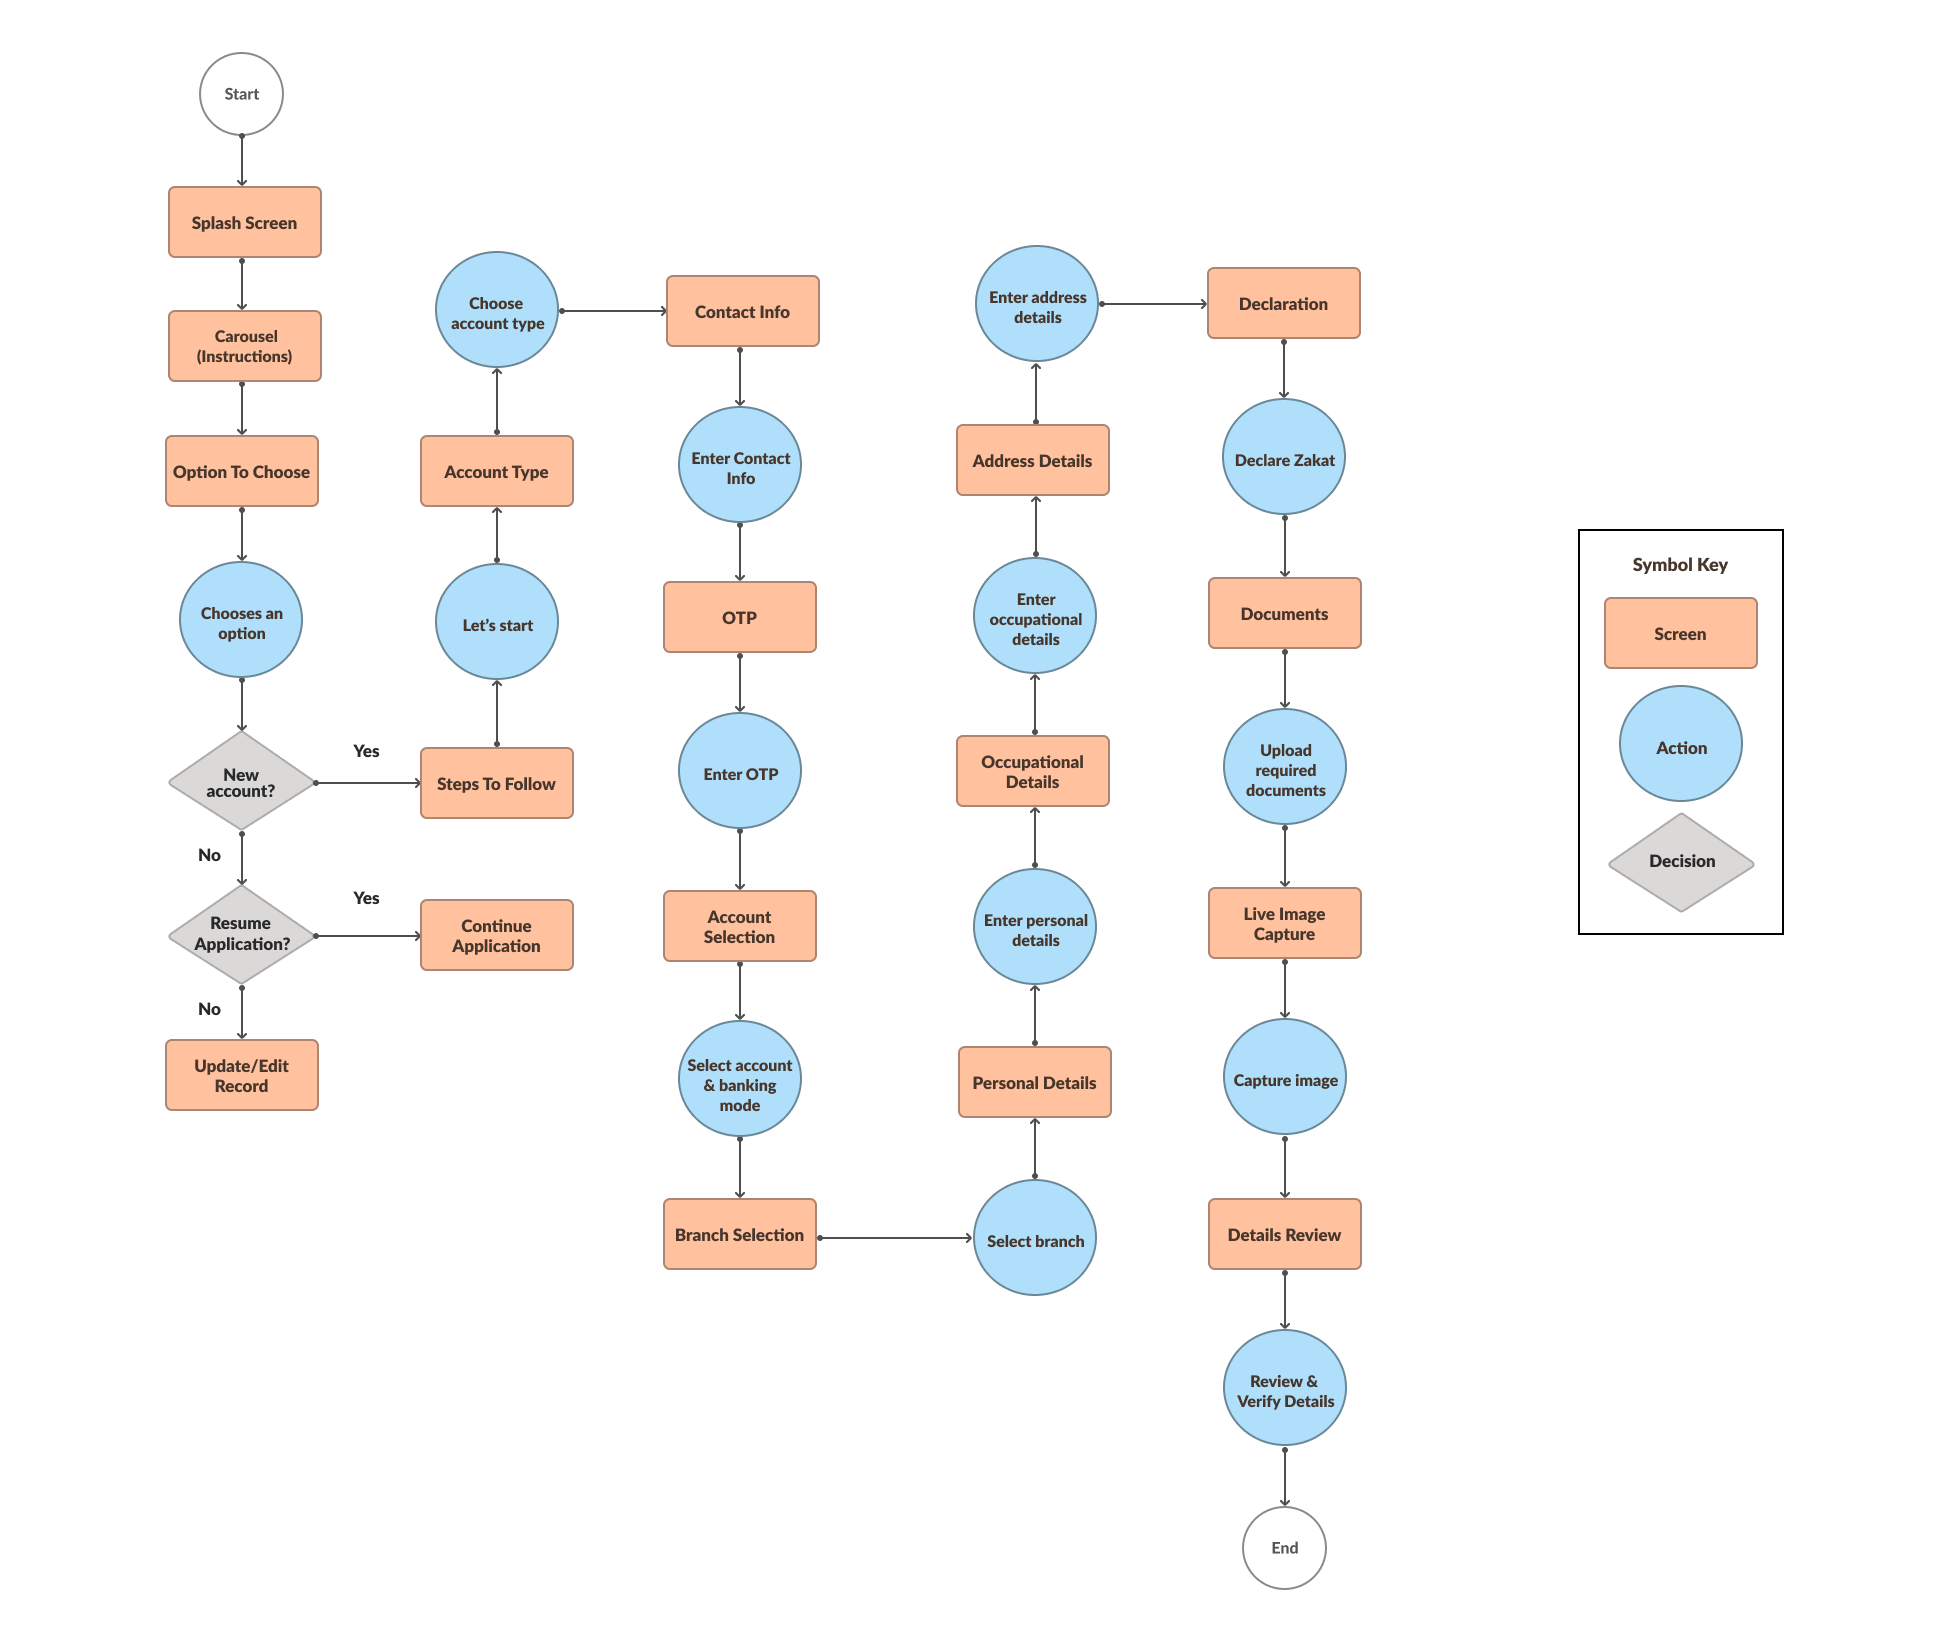 Start
Splash Screen
Carousel
(Instructions)
Option To Choose
Chooses an
option
New
account?
Yes
No
Resume
Application?
Yes
No
Update/Edit
Record
Continue
Application
Steps To Follow
Let's start
Account Type
Choose
account type
Contact Info
Enter Contact
Info
OTP
Enter OTP
Account
Selection
Select account
& banking
mode
Branch Selection
Select branch
Personal Details
Enter personal
details
Occupational
Details
Enter
occupational
details
Address Details
Enter address
details
Declaration
Declare Zakat
Documents
Upload
required
documents
Live Image
Capture
Capture image
Details Review
Review &
Verify Details
End
Symbol Key
Screen
Action
Decision